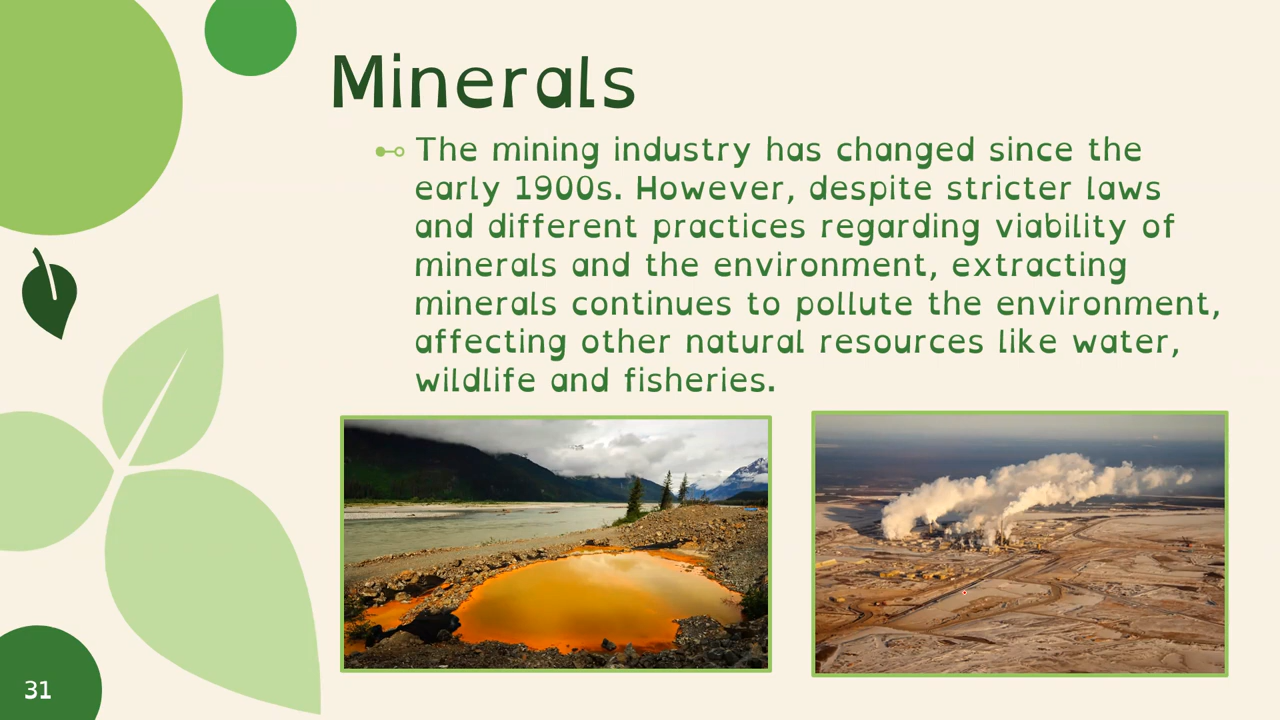 Minerals
The mining industry has changed since the
early 1900s. However, despite stricter laws
and different practices regarding viability of
minerals and the environment, extracting
minerals continues to pollute the environment,
affecting other natural resources like water,
wildlife and fisheries.
31